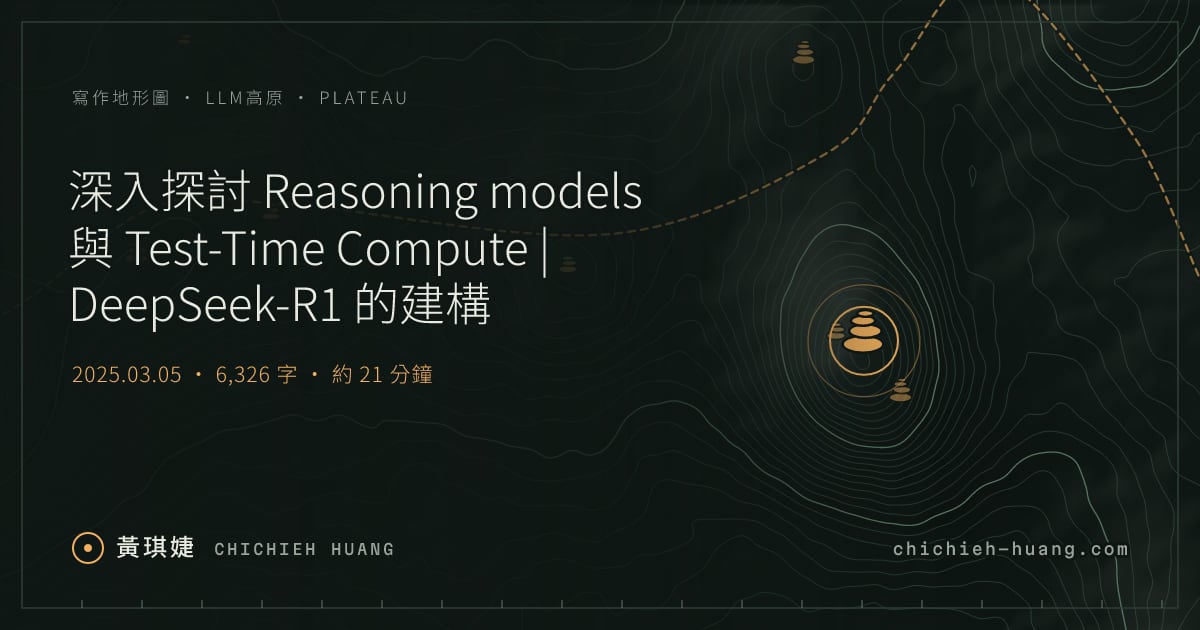 寫作地形圖 · LLM高原 · PLATEAU
深入探討 Reasoning models
與 Test-Time Compute |
DeepSeek-R1 的建構
2025.03.05 · 6,326 字 · 約 21 分鐘
黃琪婕 CHICHIEH HUANG
chichieh-huang.com